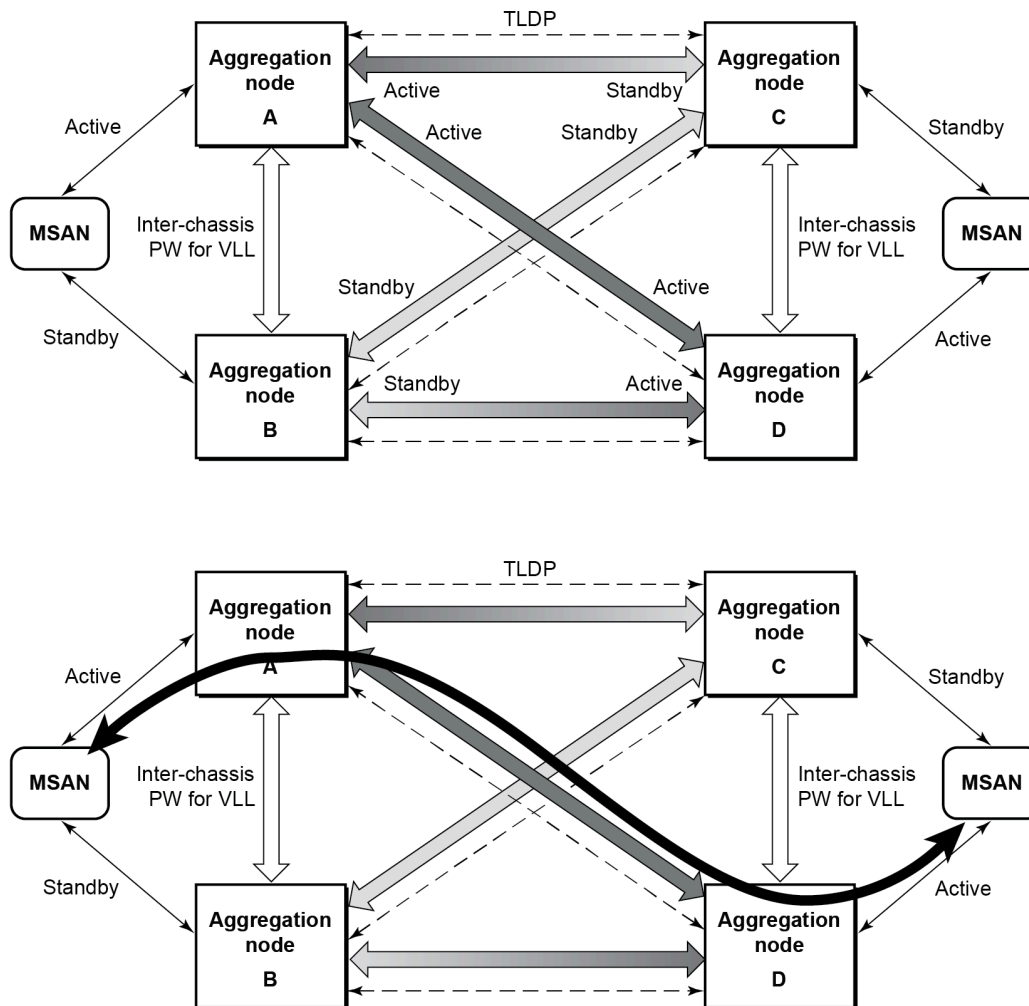 TLDP
Aggregation
node
A
Aggregation
node
C
Active
Standby
Active
Standby
Active
Standby
MSAN
Inter-chassis
PW for VLL
Inter-chassis
PW for VLL
MSAN
Standby
Active
Standby
Active
Standby
Active
Aggregation
node
B
Aggregation
node
D
TLDP
Aggregation
node
A
Aggregation
node
C
Active
Standby
MSAN
Inter-chassis
PW for VLL
Inter-chassis
PW for VLL
MSAN
Standby
Active
Aggregation
node
B
Aggregation
node
D